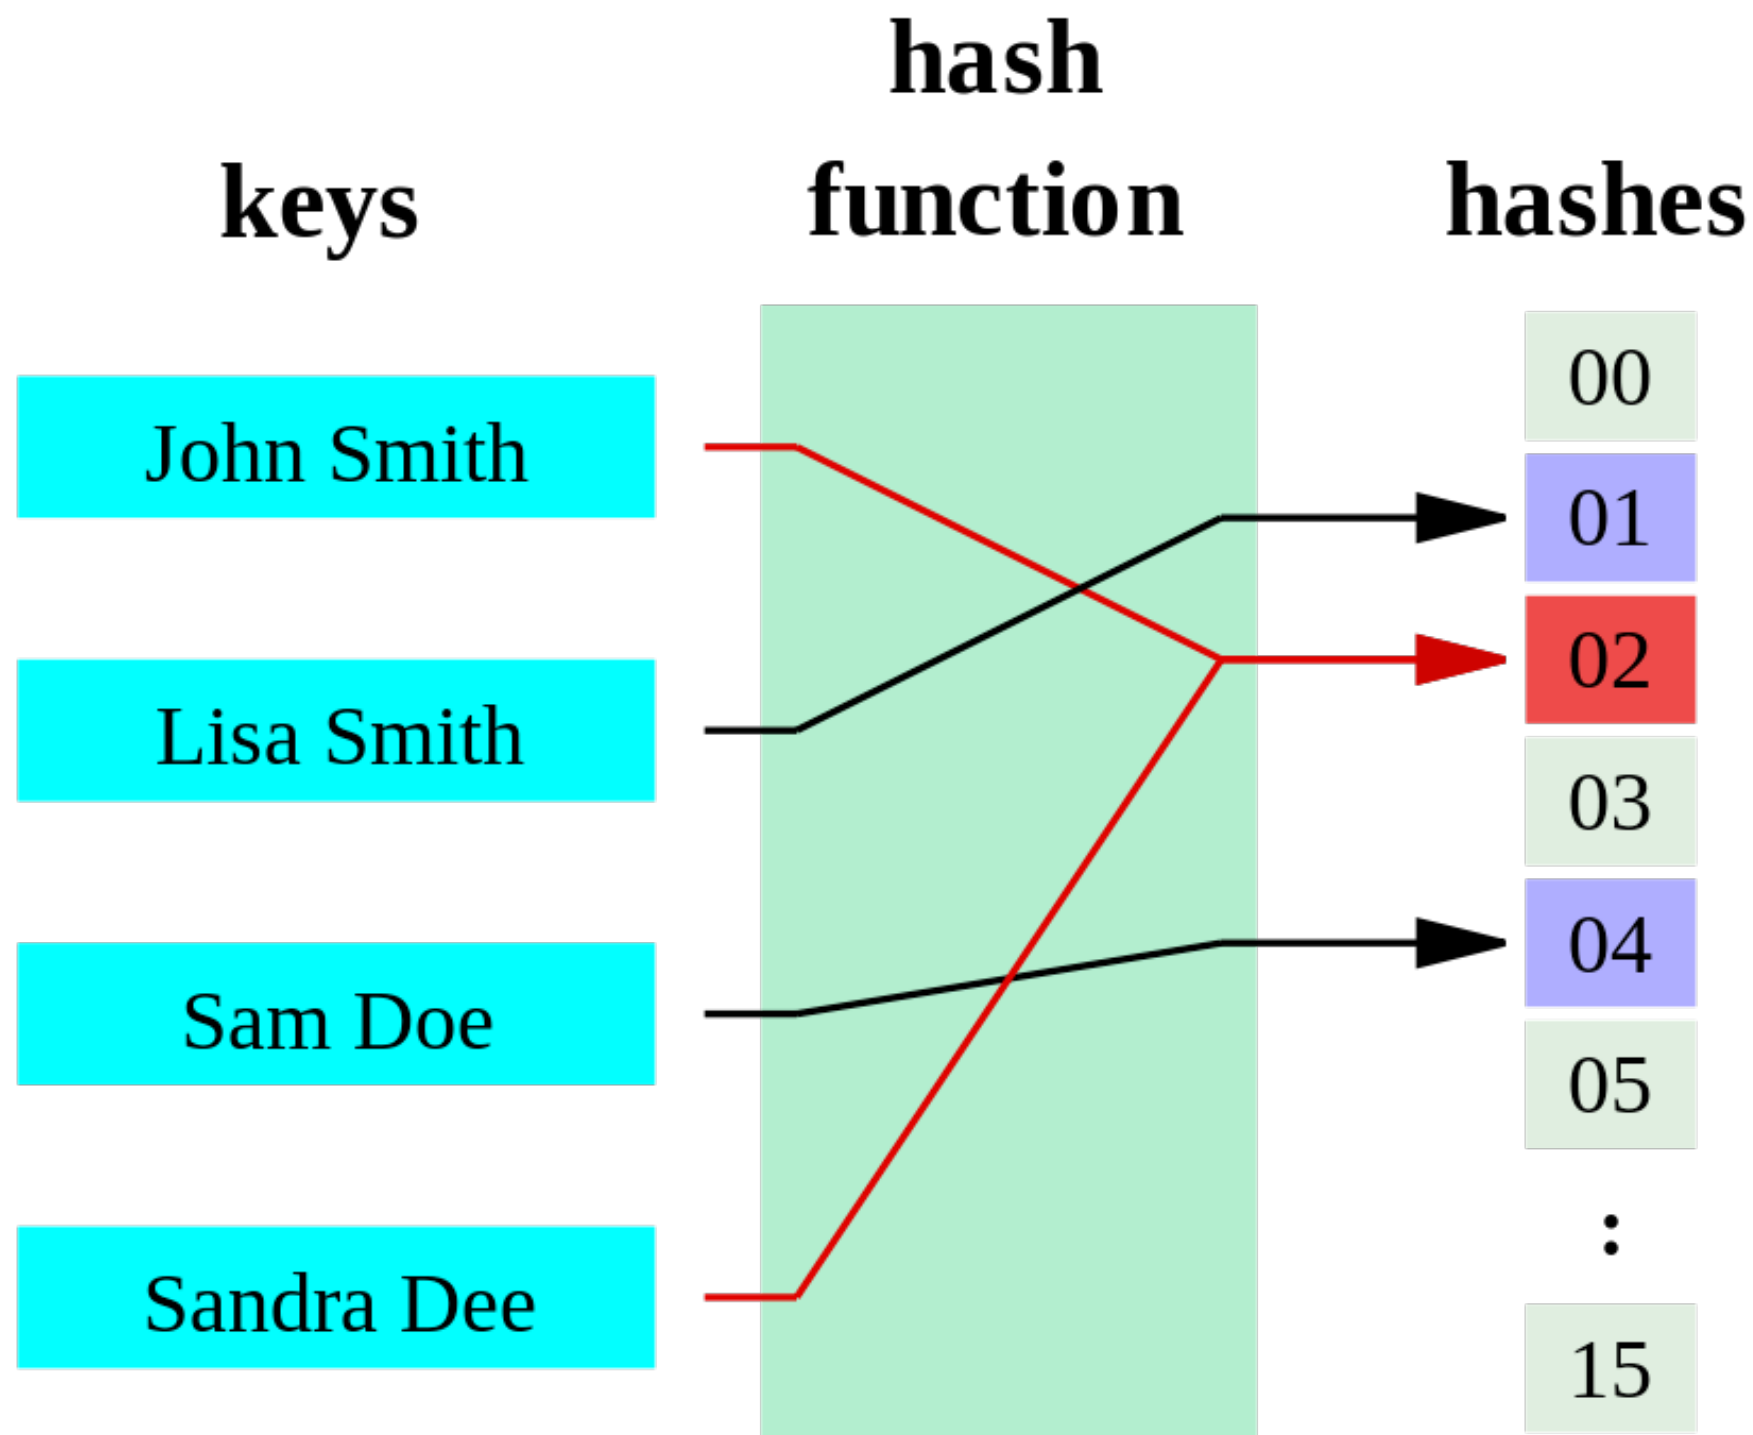 hash
keys function hashes
00
John Smith
01
02
Lisa Smith
03
04
Sam Doe
05
:
Sandra Dee
15